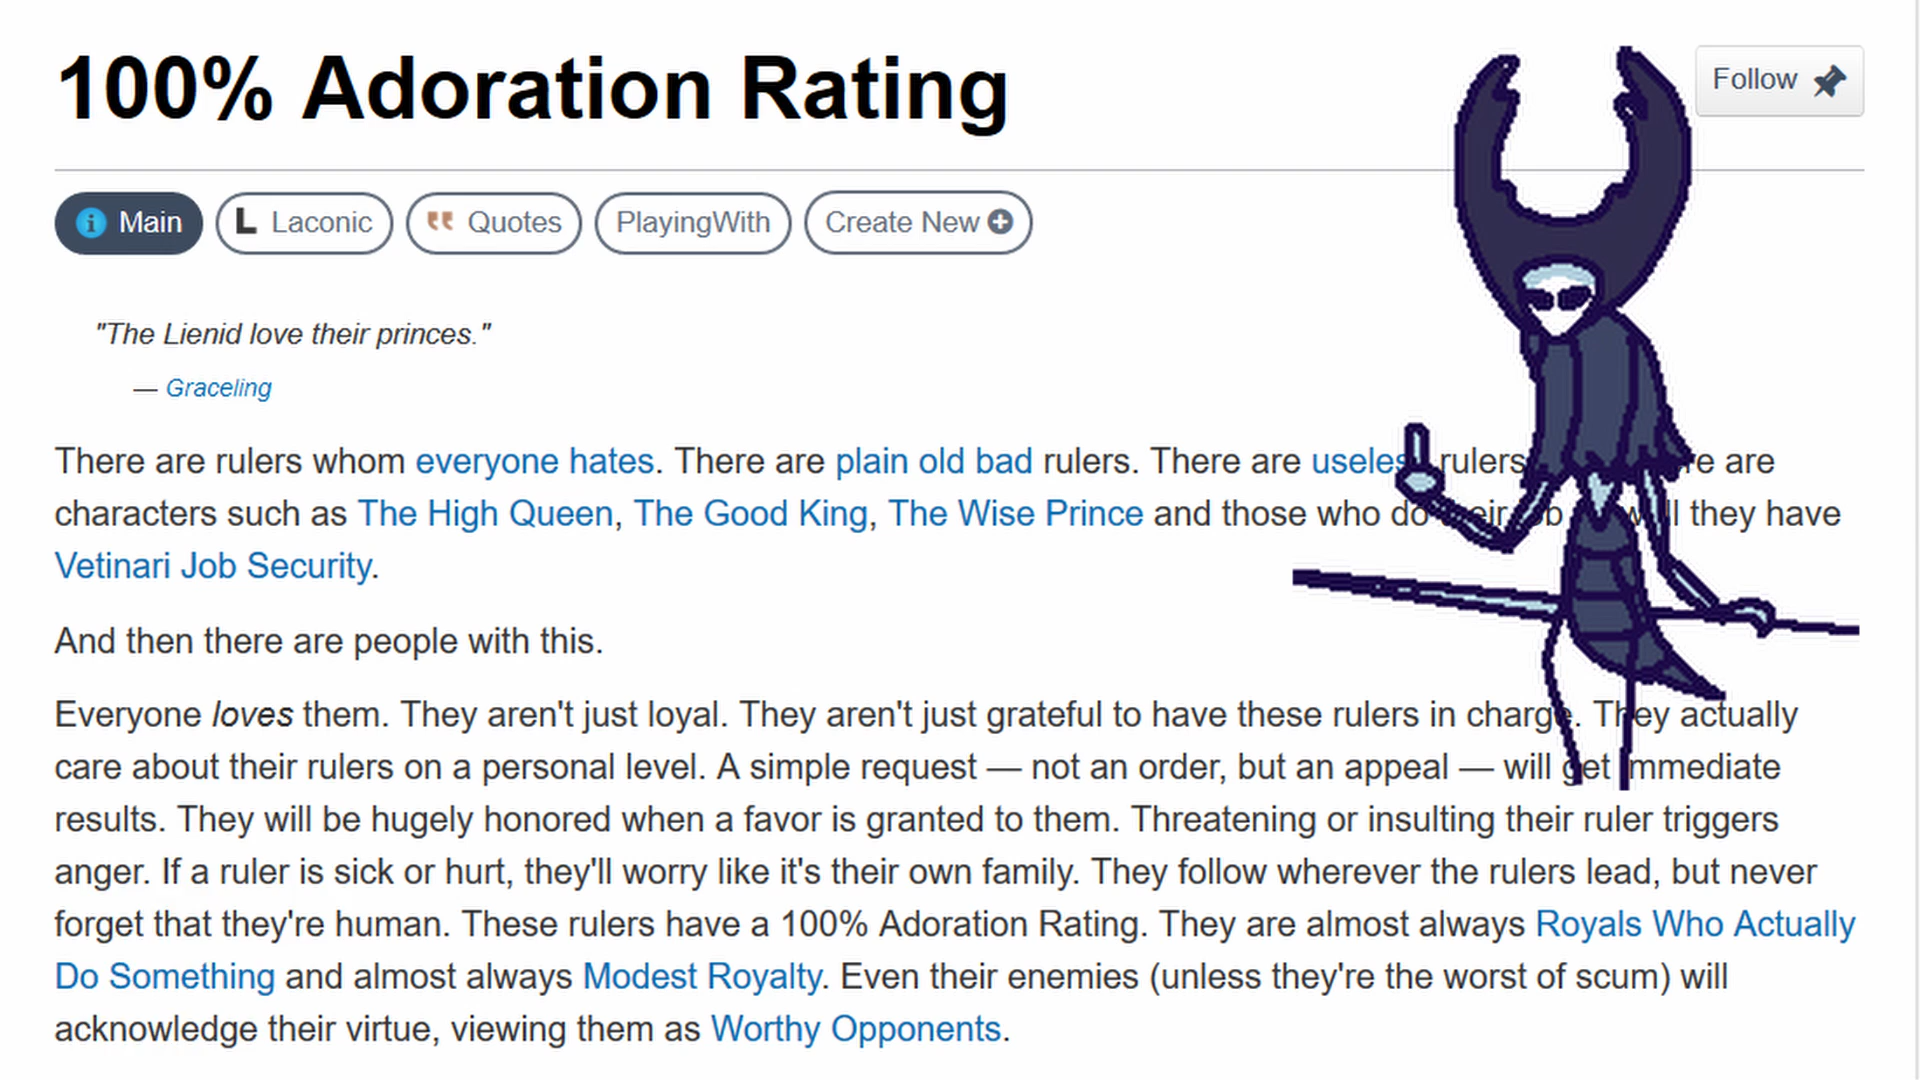 100% Adoration Rating
Follow
Main
L Laconic
Quotes
PlayingWith
Create New
"The Lienid love their princes."
— Graceling
There are rulers whom everyone hates. There are plain old bad rulers. There are rulers are
characters such as The High Queen, The Good King, The Wise Prince and those who do they have
Vetinari Job Security.
And then there are people with this.
Everyone loves them. They aren't just loyal. They aren't just grateful to have these rulers in charge. They actually
care about their rulers on a personal level. A simple request — not an order, but an appeal — will get immediate
results. They will be hugely honored when a favor is granted to them. Threatening or insulting their ruler triggers
anger. If a ruler is sick or hurt, they'll worry like it's their own family. They follow wherever the rulers lead, but never
forget that they're human. These rulers have a 100% Adoration Rating. They are almost always Royals Who Actually
Do Something and almost always Modest Royalty. Even their enemies (unless they're the worst of scum) will
acknowledge their virtue, viewing them as Worthy Opponents.